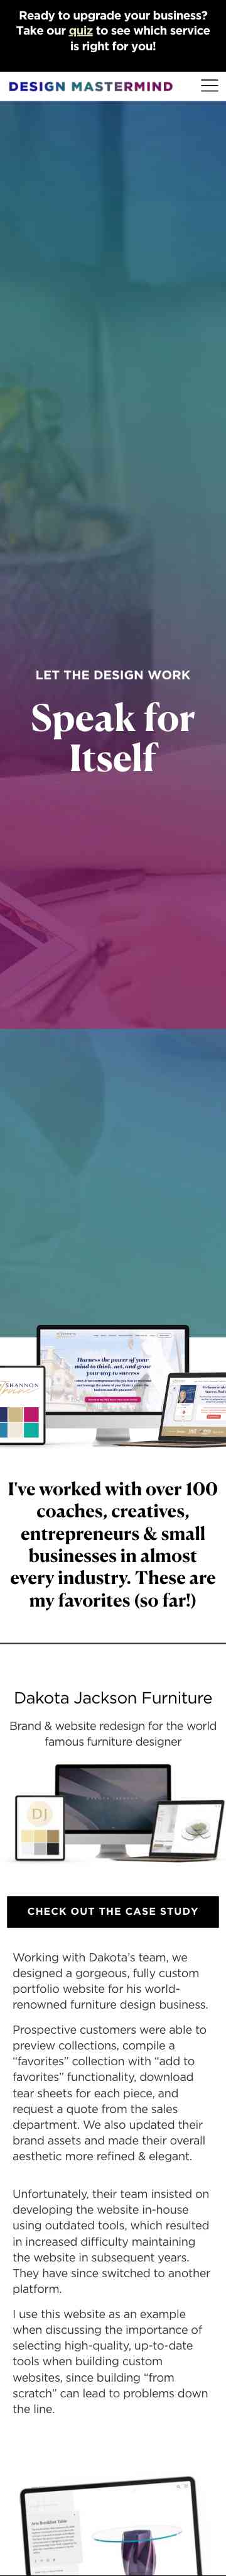 Ready to upgrade your business?
Take our quiz to see which service
is right for you!
DESIGN MASTERMIND
LET THE DESIGN WORK
Speak for
Itself
SHANNON
Irvine
Harness the power of your
mind to think, act, and grow
your way to success
I've worked with over 100
coaches, creatives,
entrepreneurs & small
businesses in almost
every industry. These are
my favorites (so far!)
Dakota Jackson Furniture
Brand & website redesign for the world
famous furniture designer
DJ
DAKOTA JACKSON
CHECK OUT THE CASE STUDY
Working with Dakota’s team, we
designed a gorgeous, fully custom
portfolio website for his world-
renowned furniture design business.
Prospective customers were able to
preview collections, compile a
“favorites” collection with “add to
favorites” functionality, download
tear sheets for each piece, and
request a quote from the sales
department. We also updated their
brand assets and made their overall
aesthetic more refined & elegant.
Unfortunately, their team insisted on
developing the website in-house
using outdated tools, which resulted
in increased difficulty maintaining
the website in subsequent years.
They have since switched to another
platform.
I use this website as an example
when discussing the importance of
selecting high-quality, up-to-date
tools when building custom
websites, since building “from
scratch” can lead to problems down
the line.